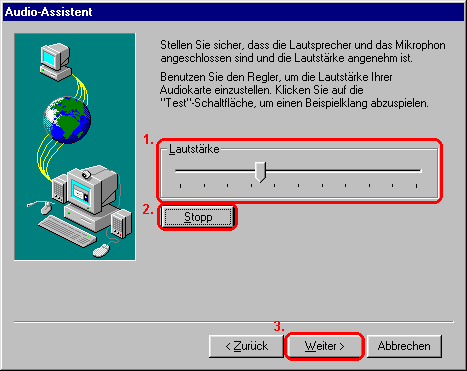 Audio-Assistent
Stellen Sie sicher, dass die Lautsprecher und das Mikrophon
angeschlossen sind und die Lautstärke angenehm ist.
Benutzen Sie den Regler, um die Lautstärke Ihrer
Audiokarte einzustellen. Klicken Sie auf die
"Test"-Schaltfläche, um einen Beispielklang abzuspielen.
1.
Lautstärke
2.
Stopp
3.
< Zurück Weiter > Abbrechen